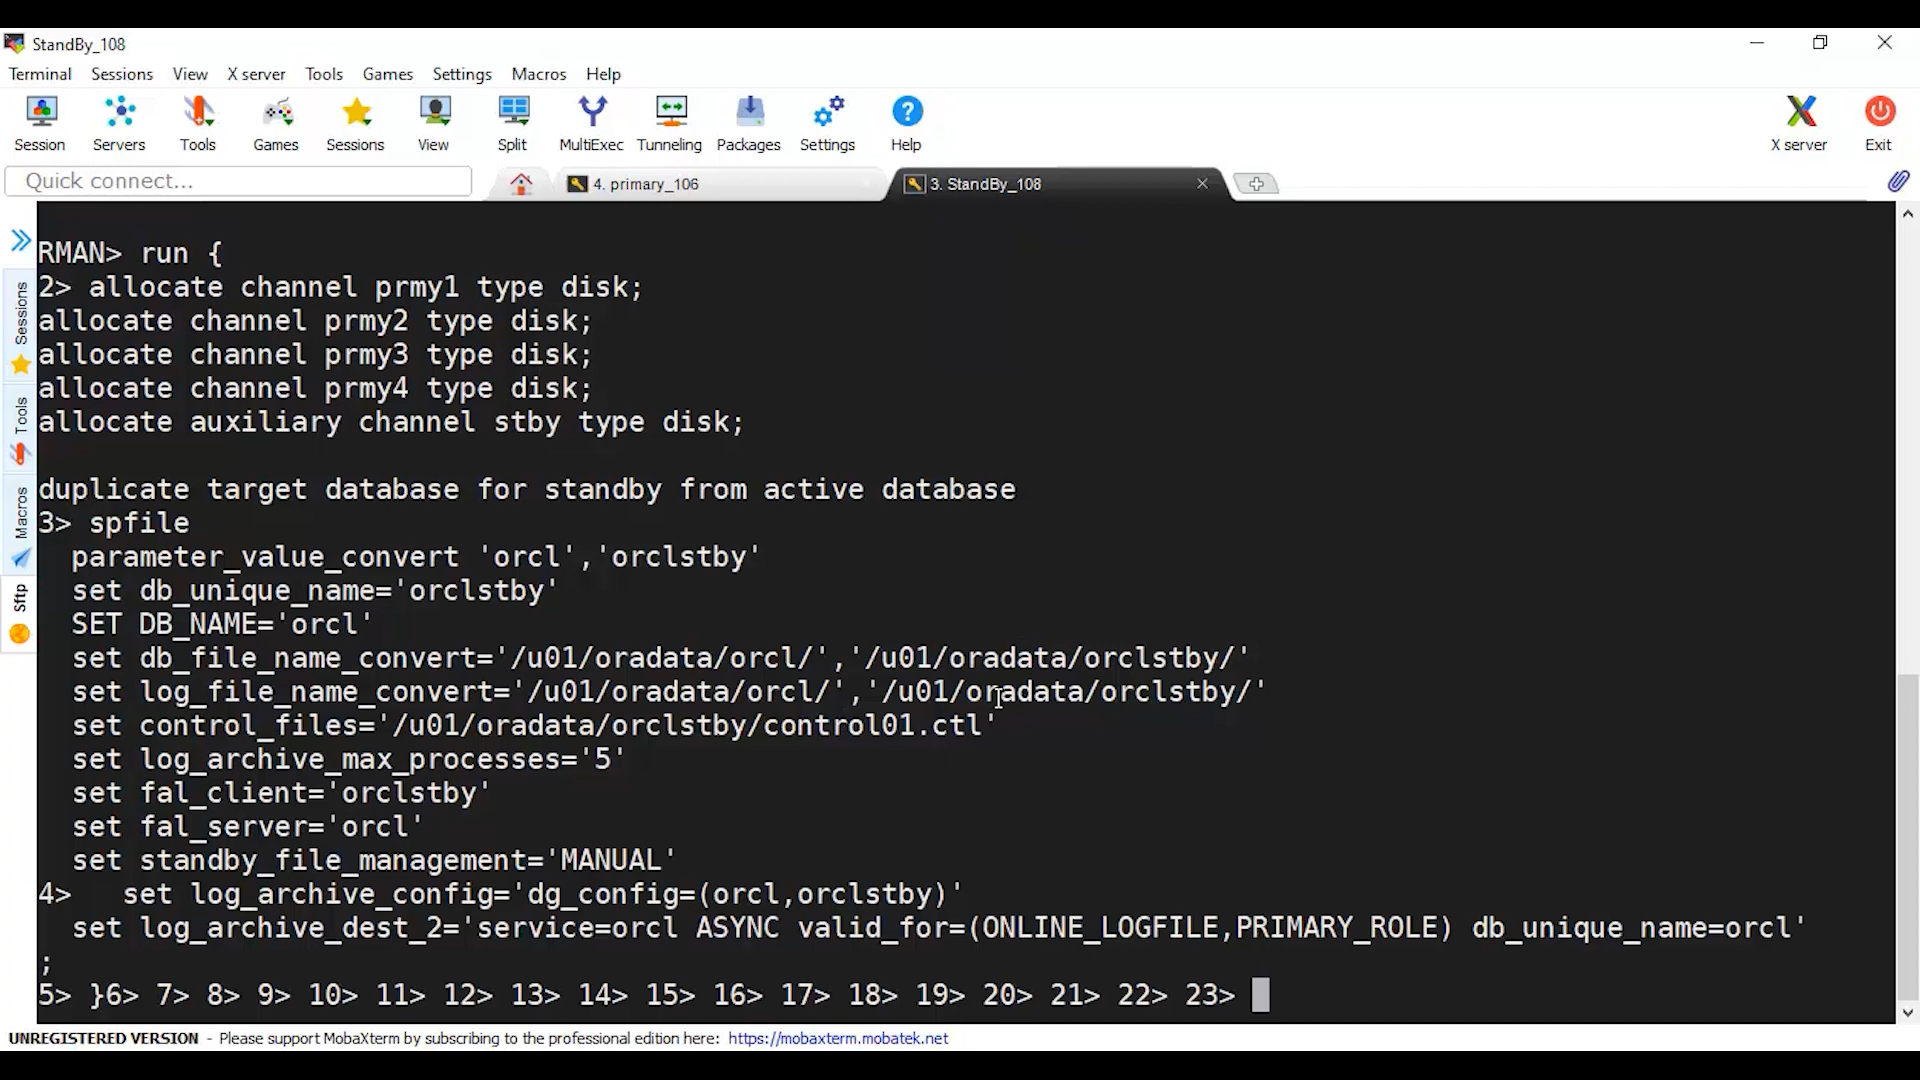 StandBy_108
Terminal Sessions View X server Tools Games Settings Macros Help
Session Servers Tools Games Sessions View Split MultiExec Tunneling Packages Settings Help X server Exit
Quick connect...
4. primary_106
3. StandBy_108
Sessions
Tools
Macros
Sftp
RMAN> run {
2> allocate channel prmy1 type disk;
allocate channel prmy2 type disk;
allocate channel prmy3 type disk;
allocate channel prmy4 type disk;
allocate auxiliary channel stby type disk;
duplicate target database for standby from active database
3> spfile
parameter_value_convert 'orcl','orclstby'
set db_unique_name='orclstby'
SET DB_NAME='orcl'
set db_file_name_convert='/u01/oradata/orcl/','/u01/oradata/orclstby/'
set log_file_name_convert='/u01/oradata/orcl/','/u01/oradata/orclstby/'
set control_files='/u01/oradata/orclstby/control01.ctl'
set log_archive_max_processes='5'
set fal_client='orclstby'
set fal_server='orcl'
set standby_file_management='MANUAL'
4> set log_archive_config='dg_config=(orcl,orclstby)'
set log_archive_dest_2='service=orcl ASYNC valid_for=(ONLINE_LOGFILE,PRIMARY_ROLE) db_unique_name=orcl'
;
5> }6> 7> 8> 9> 10> 11> 12> 13> 14> 15> 16> 17> 18> 19> 20> 21> 22> 23>
UNREGISTERED VERSION - Please support MobaXterm by subscribing to the professional edition here: https://mobaxterm.mobatek.net